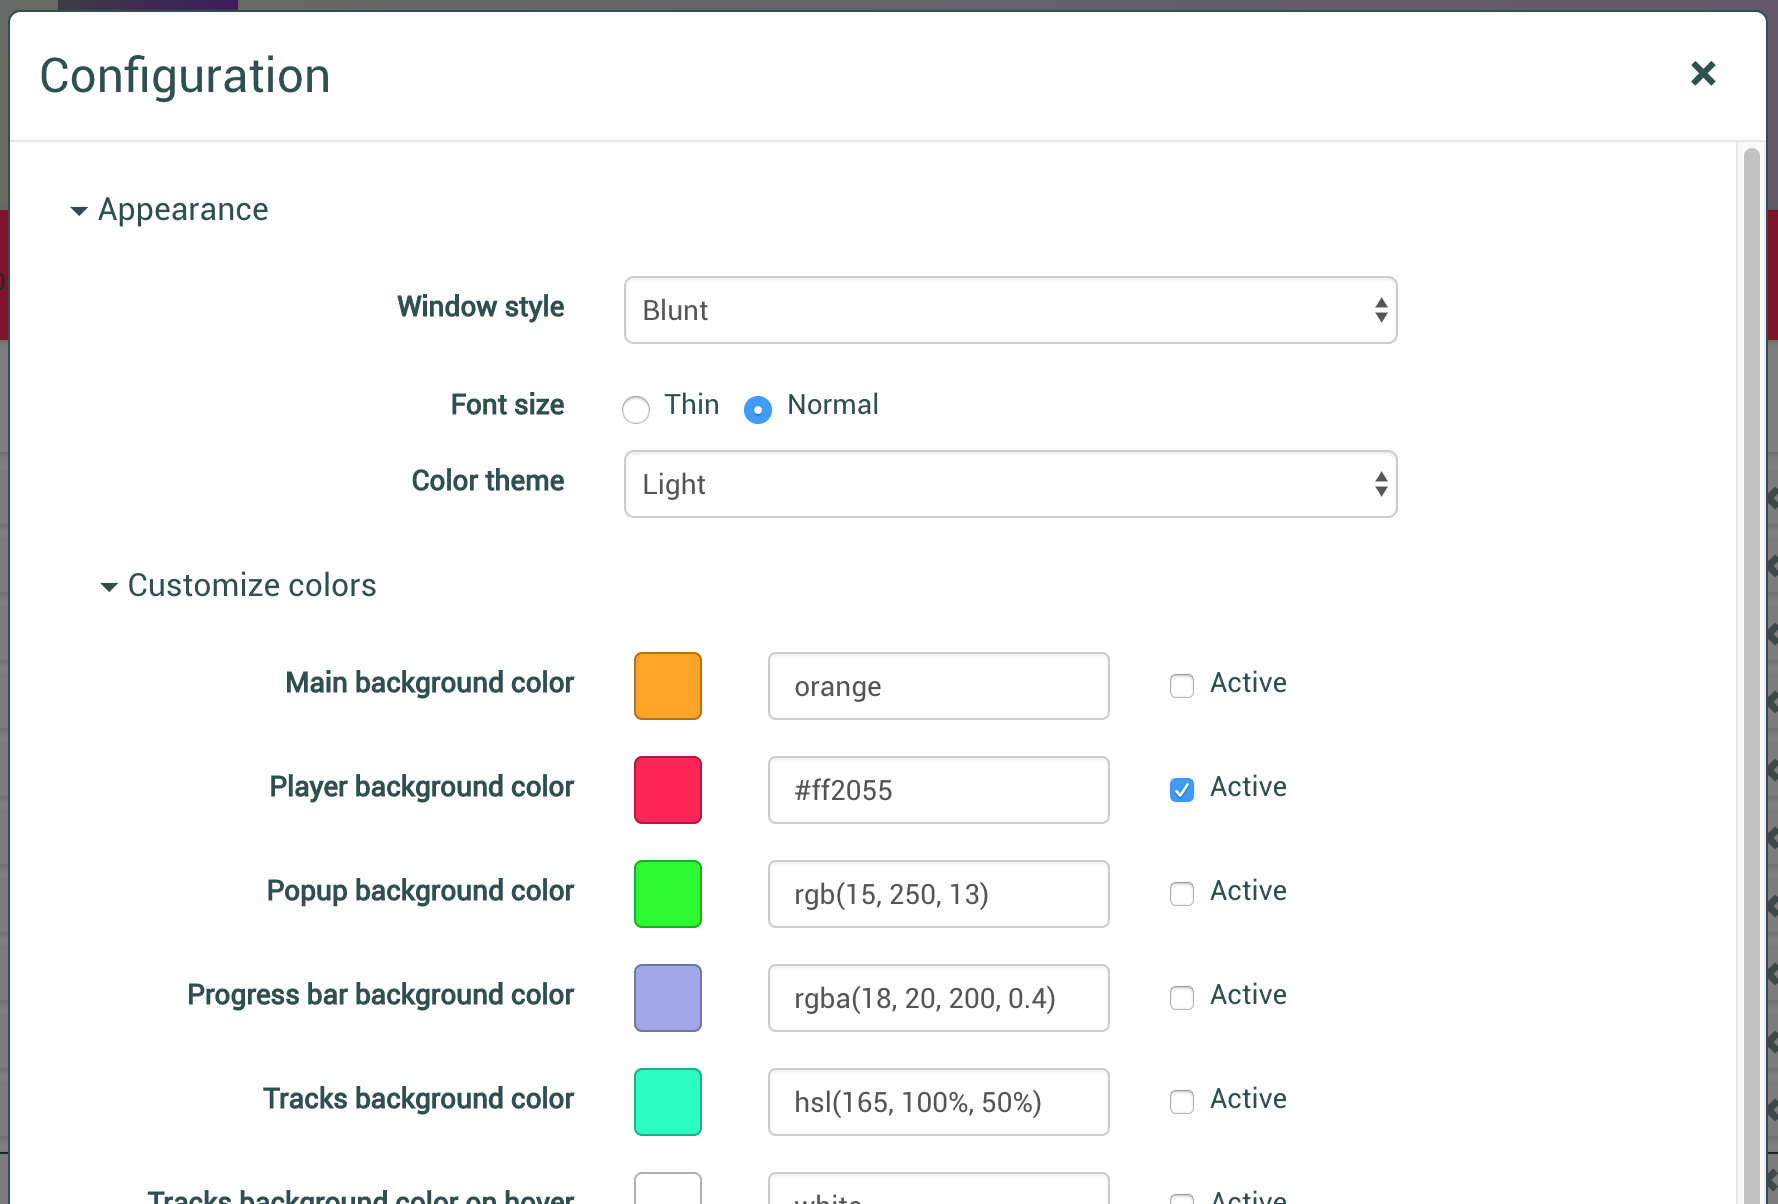 Configuration
Appearance
Window style Blunt
Font size Thin Normal
Color theme Light
Customize colors
Main background color orange Active
Player background color #ff2055 Active
Popup background color rgb(15, 250, 13) Active
Progress bar background color rgba(18, 20, 200, 0.4) Active
Tracks background color hsl(165, 100%, 50%) Active
Tracks background color on hover white Active